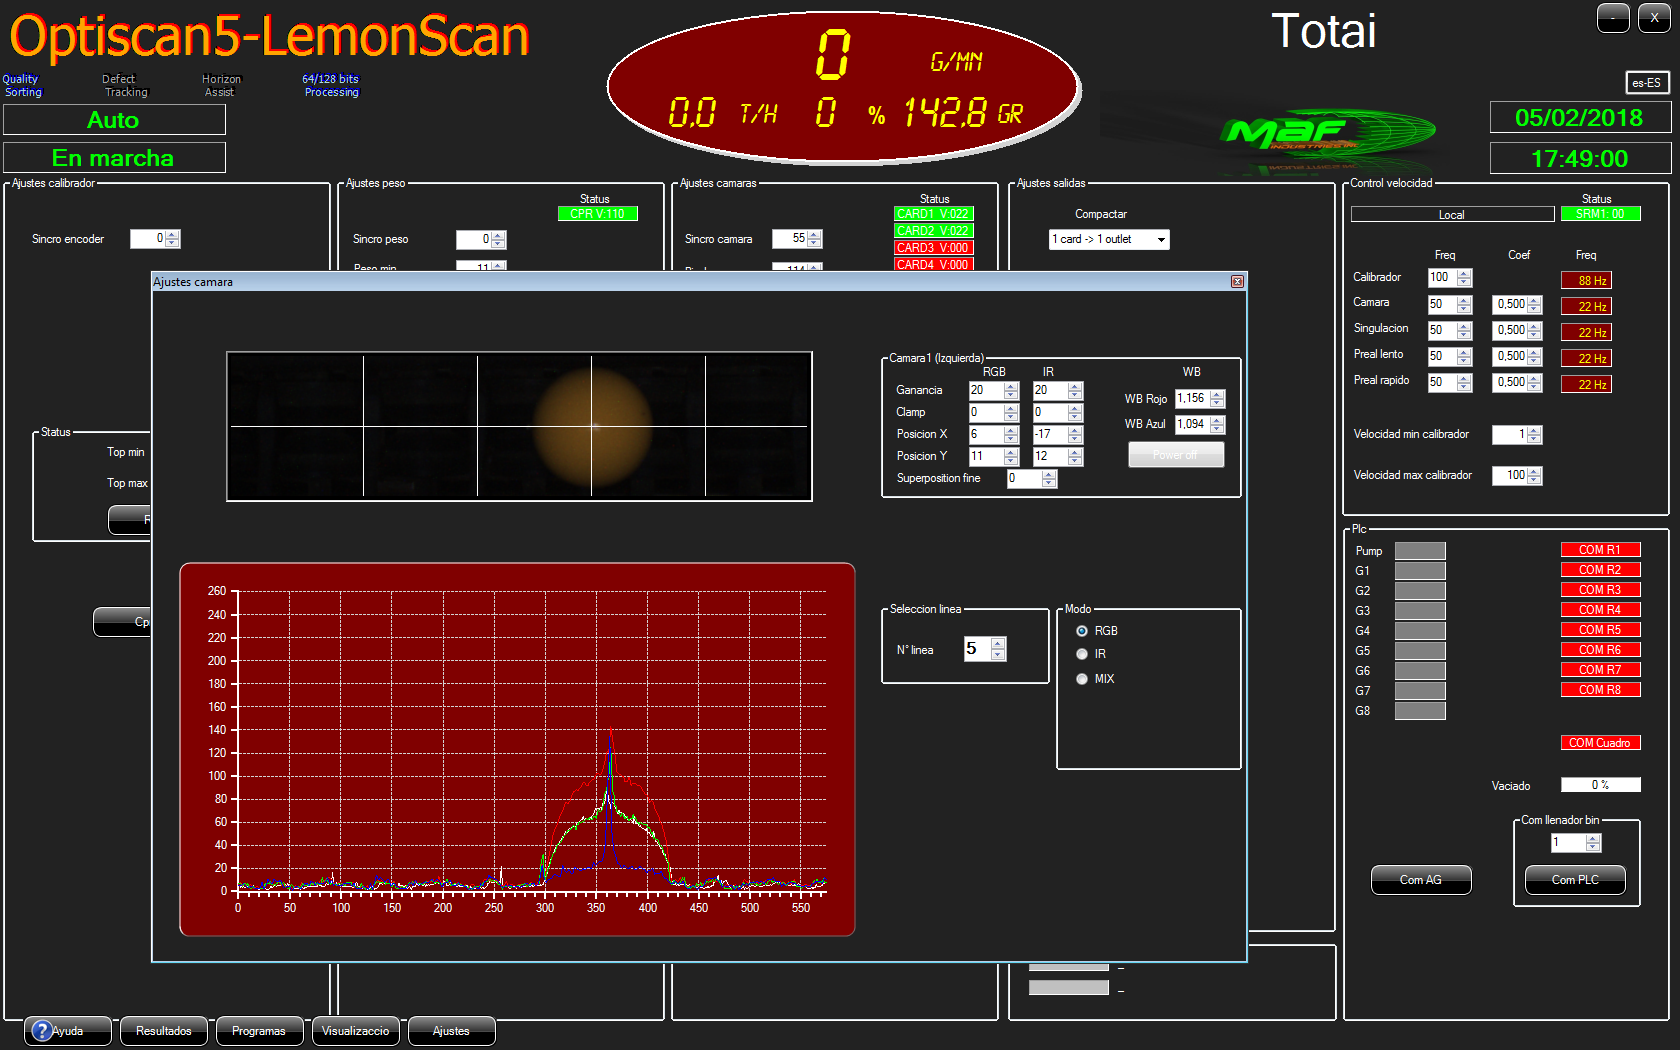 Optiscan5-LemonScan
Quality Sorting
Defect Tracking
Horizon Assist
64/128 bits Processing
Auto
En marcha
0 G/MN
0,0 T/H 0 % 142,8 GR
Totai
- X
es-ES
MAF
INDUSTRIES INC
05/02/2018
17:49:00
Ajustes calibrador
Sincro encoder 0
Status
Top min
Top max
R
Cp
Ajustes peso
Status
CPR V:110
Sincro peso 0
Peso min 11
Ajustes camaras
Status
CARD1 V:022
CARD2 V:022
CARD3 V:000
CARD4 V:000
Sincro camara 55
114
Ajustes salidas
Compactar
1 card -> 1 outlet
Control velocidad
Status
Local SRM1: 00
Freq Coef Freq
Calibrador 100 88 Hz
Camara 50 0,500 22 Hz
Singulacion 50 0,500 22 Hz
Preal lento 50 0,500 22 Hz
Preal rapido 50 0,500 22 Hz
Velocidad min calibrador 1
Velocidad max calibrador 100
Plc
Pump COM R1
G1 COM R2
G2 COM R3
G3 COM R4
G4 COM R5
G5 COM R6
G6 COM R7
G7 COM R8
G8
COM Cuadro
Vaciado 0 %
Com llenador bin
1
Com AG
Com PLC
Ajustes camara
Camara1 (Izquierda)
RGB IR WB
Ganancia 20 20
Clamp 0 0
Posicion X 6 -17
Posicion Y 11 12
Superposition fine 0
WB Rojo 1,156
WB Azul 1,094
Power off
260
240
220
200
180
160
140
120
100
80
60
40
20
0
0 50 100 150 200 250 300 350 400 450 500 550
Seleccion linea
N° linea 5
Modo
RGB
IR
MIX
Ayuda
Resultados
Programas
Visualizaccio
Ajustes